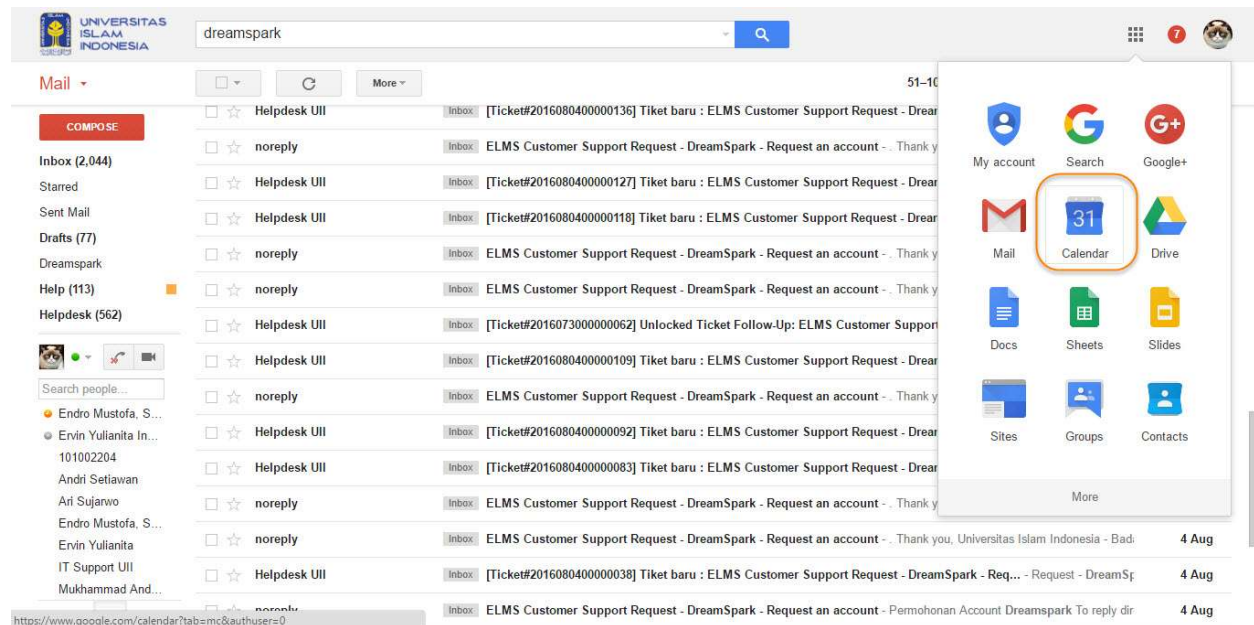 UNIVERSITAS
ISLAM
INDONESIA
dreamspark
7
Mail
More
51–10
COMPOSE
Inbox (2,044)
Starred
Sent Mail
Drafts (77)
Dreamspark
Help (113)
Helpdesk (562)
Search people...
Endro Mustofa, S...
Ervin Yulianita In...
101002204
Andri Setiawan
Ari Sujarwo
Endro Mustofa, S...
Ervin Yulianita
IT Support UII
Mukhammad And...
Helpdesk UII Inbox [Ticket#2016080400000136] Tiket baru : ELMS Customer Support Request - Drear
noreply Inbox ELMS Customer Support Request - DreamSpark - Request an account - . Thank y
Helpdesk UII Inbox [Ticket#2016080400000127] Tiket baru : ELMS Customer Support Request - Drear
Helpdesk UII Inbox [Ticket#2016080400000118] Tiket baru : ELMS Customer Support Request - Drear
noreply Inbox ELMS Customer Support Request - DreamSpark - Request an account - . Thank y
noreply Inbox ELMS Customer Support Request - DreamSpark - Request an account - . Thank y
Helpdesk UII Inbox [Ticket#2016073000000062] Unlocked Ticket Follow-Up: ELMS Customer Support
Helpdesk UII Inbox [Ticket#2016080400000109] Tiket baru : ELMS Customer Support Request - Drear
noreply Inbox ELMS Customer Support Request - DreamSpark - Request an account - . Thank y
Helpdesk UII Inbox [Ticket#2016080400000092] Tiket baru : ELMS Customer Support Request - Drear
Helpdesk UII Inbox [Ticket#2016080400000083] Tiket baru : ELMS Customer Support Request - Drear
noreply Inbox ELMS Customer Support Request - DreamSpark - Request an account - . Thank y
noreply Inbox ELMS Customer Support Request - DreamSpark - Request an account - . Thank you, Universitas Islam Indonesia - Bad 4 Aug
Helpdesk UII Inbox [Ticket#2016080400000038] Tiket baru : ELMS Customer Support Request - DreamSpark - Req... - Request - DreamSp 4 Aug
noreply Inbox ELMS Customer Support Request - DreamSpark - Request an account - Permohonan Account Dreamspark To reply dir 4 Aug
My account Search Google+
G+
31
Mail Calendar Drive
Docs Sheets Slides
Sites Groups Contacts
More
https://www.google.com/calendar?tab=mc&authuser=0